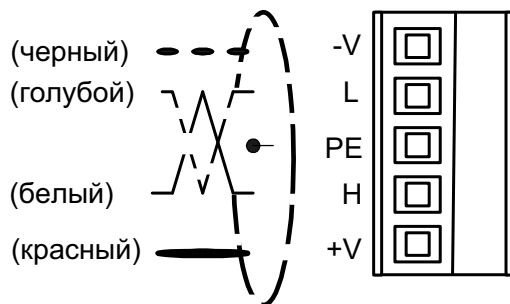 (черный) -V
(голубой) L
PE
(белый) H
(красный) +V